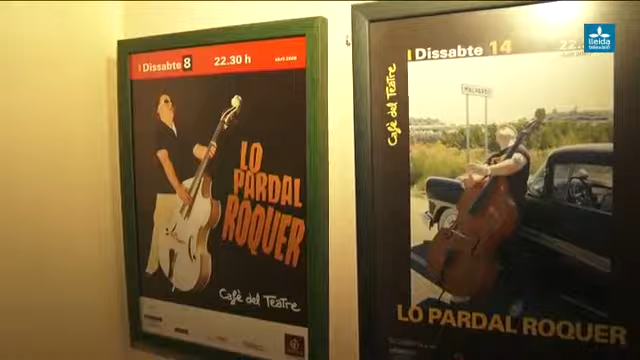 Dissabte 8
22.30 h
LO
PARDAL
ROQUER
Cafè del Teatre
Dissabte 14
Cafè del Teatre
LO PARDAL ROQUER
lleida
televisió